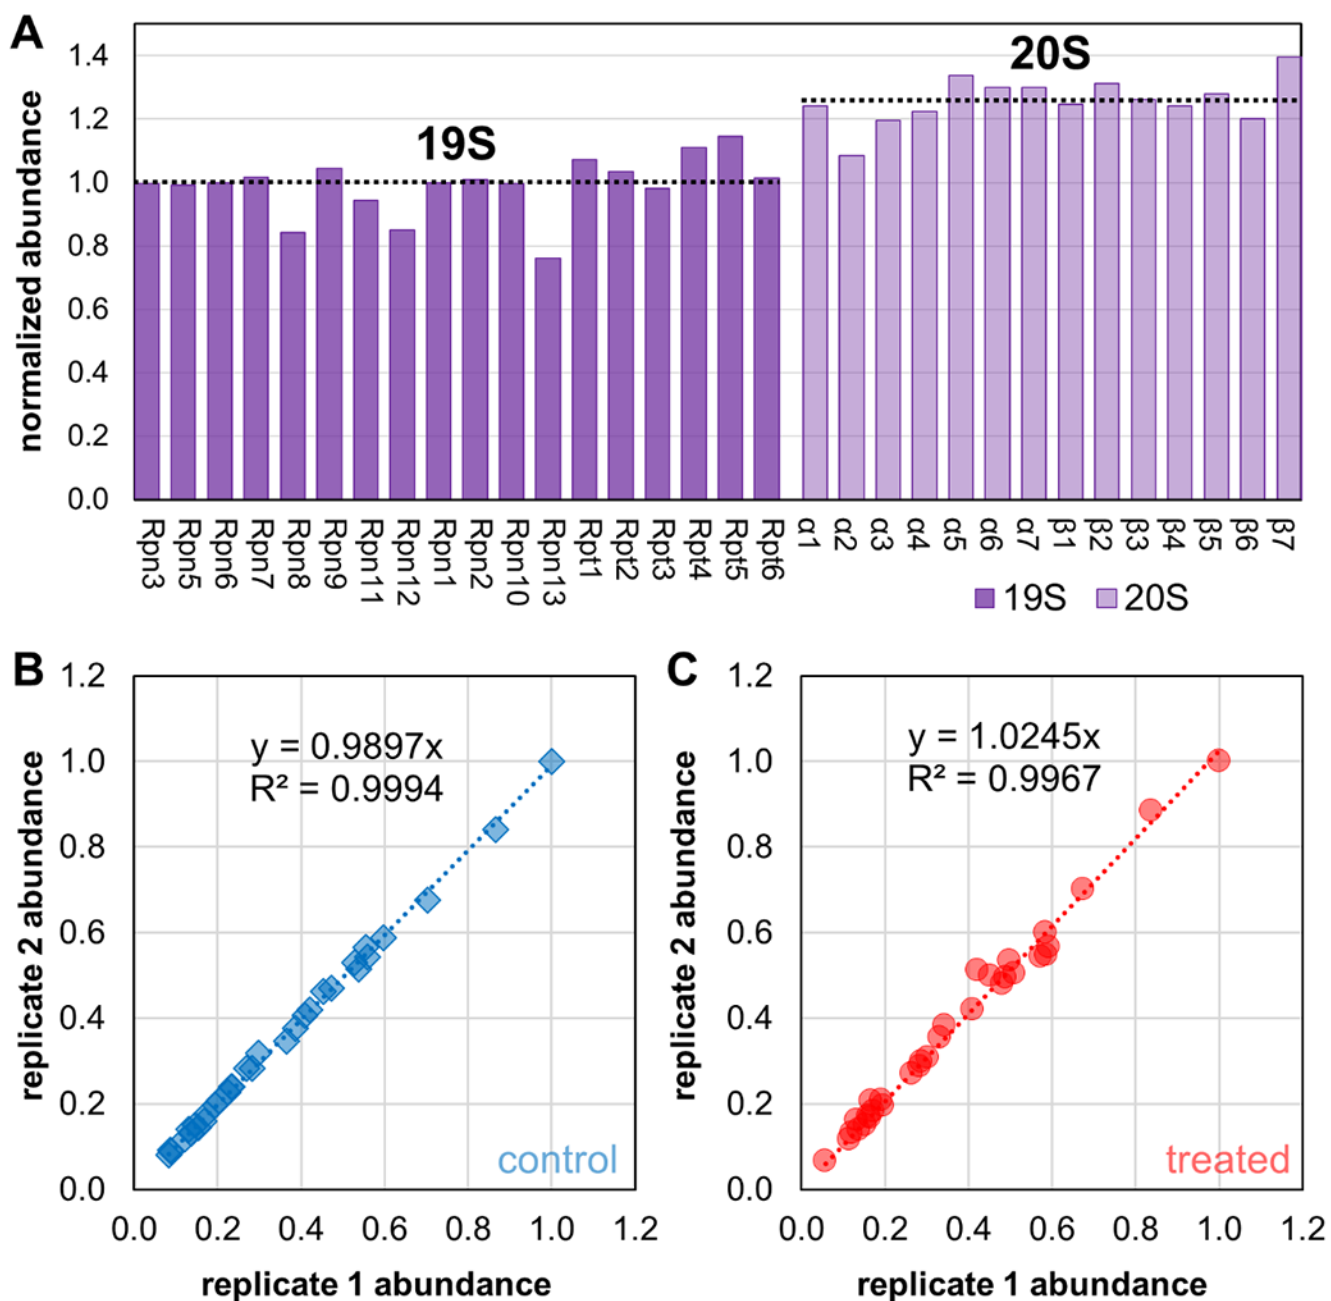 A
normalized abundance
1.4
1.2
1.0
0.8
0.6
0.4
0.2
0.0
19S
20S
Rpn3
Rpn5
Rpn6
Rpn7
Rpn8
Rpn9
Rpn11
Rpn12
Rpn1
Rpn2
Rpn10
Rpn13
Rpt1
Rpt2
Rpt3
Rpt4
Rpt5
Rpt6
α1
α2
α3
α4
α5
α6
α7
β1
β2
β3
β4
β5
β6
β7
19S 20S
B
replicate 2 abundance
1.2
1.0
0.8
0.6
0.4
0.2
0.0
y = 0.9897x
R² = 0.9994
control
0.0 0.2 0.4 0.6 0.8 1.0 1.2
replicate 1 abundance
C
replicate 2 abundance
1.2
1.0
0.8
0.6
0.4
0.2
0.0
y = 1.0245x
R² = 0.9967
treated
0.0 0.2 0.4 0.6 0.8 1.0 1.2
replicate 1 abundance